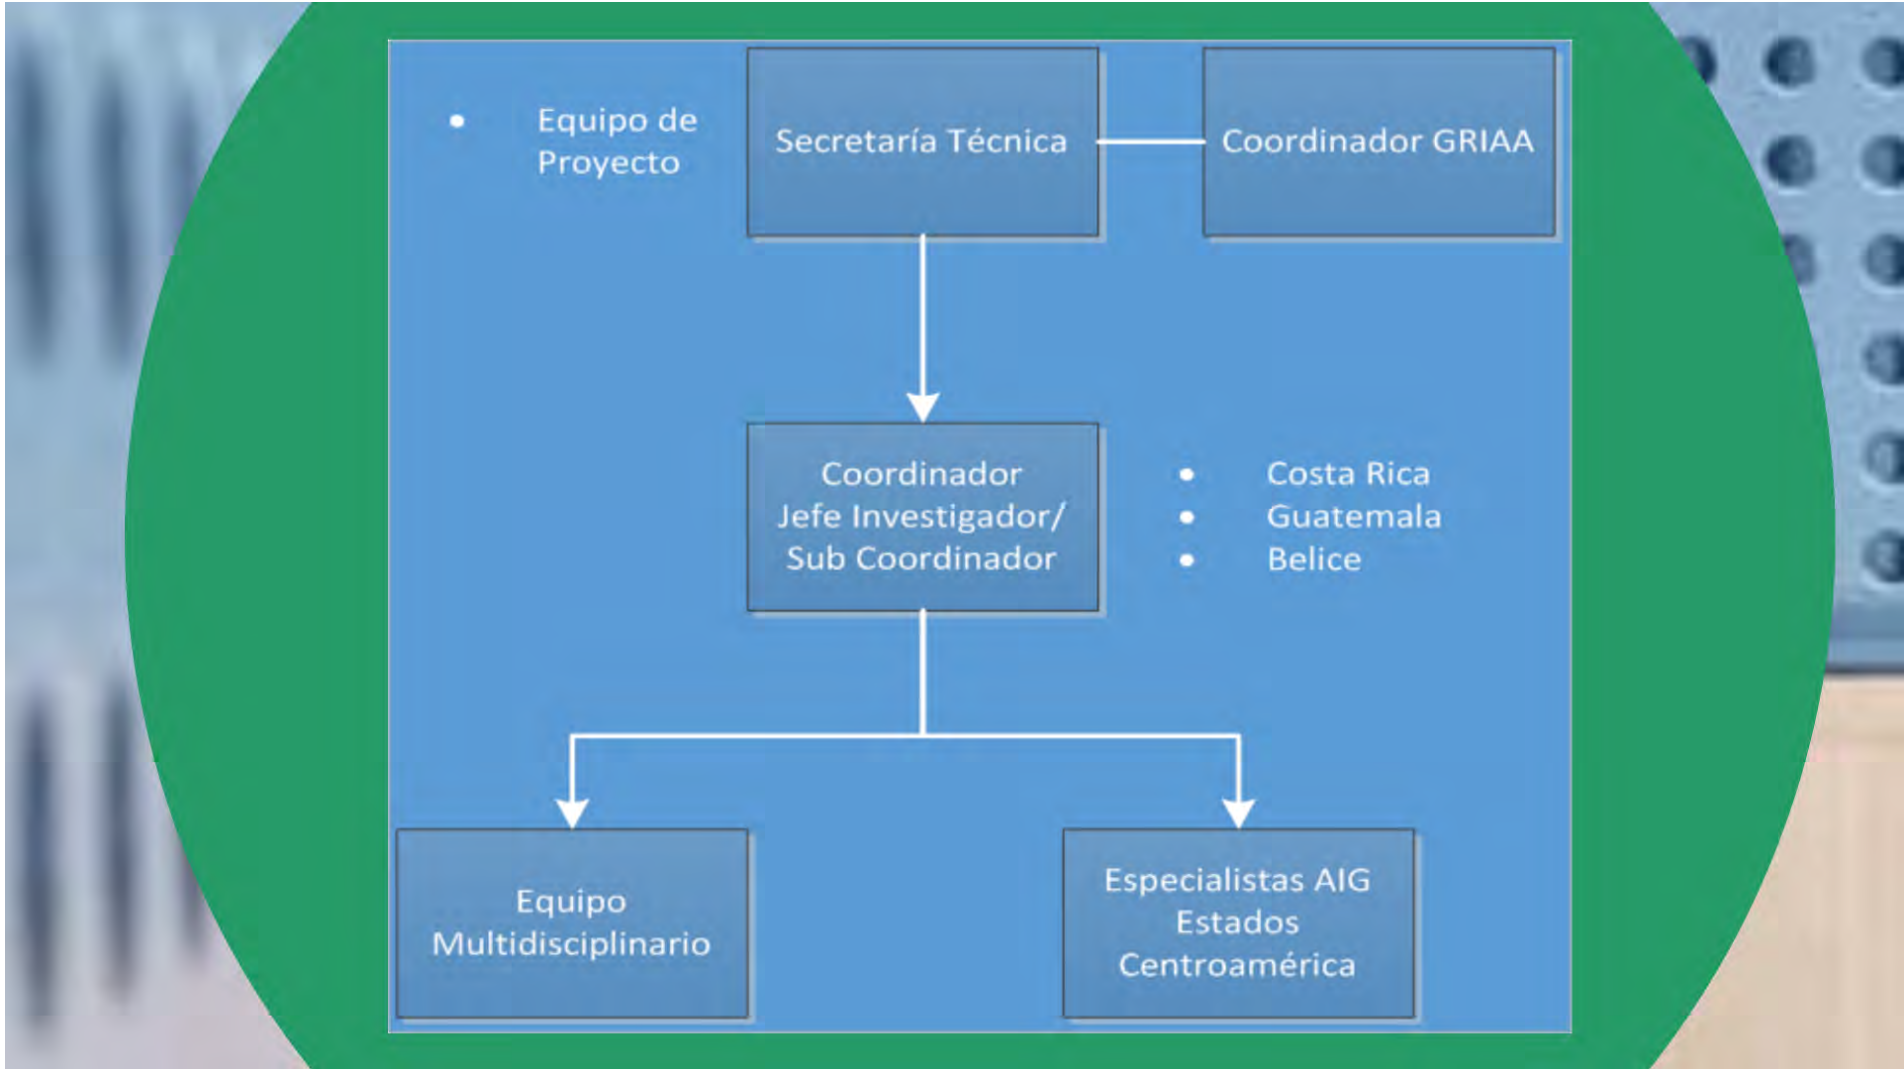 • Equipo de
Proyecto
Secretaría Técnica
Coordinador GRIAA
Coordinador
Jefe Investigador/
Sub Coordinador
• Costa Rica
• Guatemala
• Belice
Equipo
Multidisciplinario
Especialistas AIG
Estados
Centroamérica